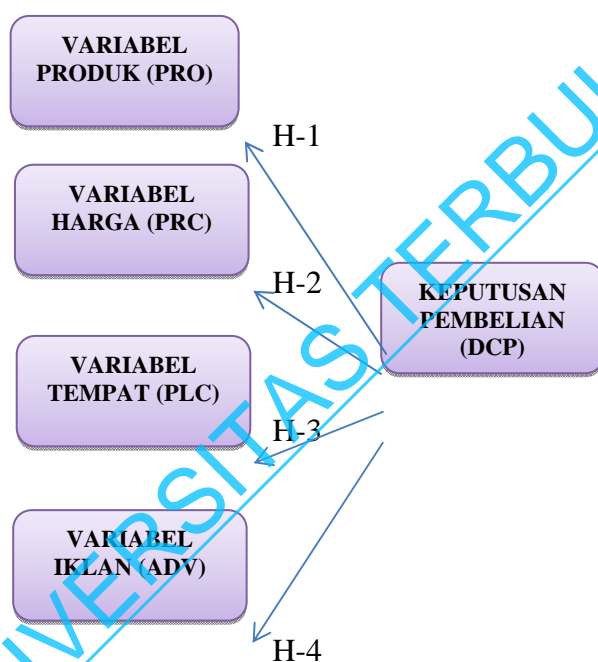 VARIABEL
PRODUK (PRO)
H-1
VARIABEL
HARGA (PRC)
H-2
KEPUTUSAN
PEMBELIAN
(DCP)
VARIABEL
TEMPAT (PLC)
H-3
VARIABEL
IKLAN (ADV)
H-4
VERSITAS TERBU